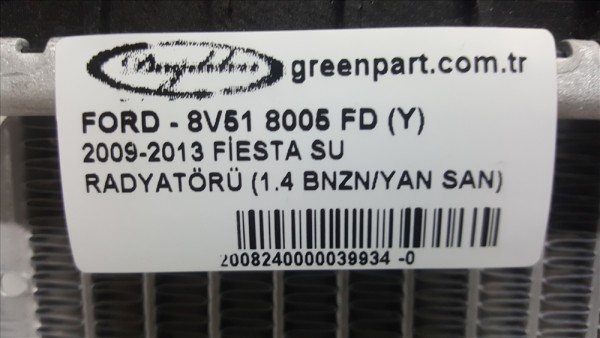 greenpart.com.tr
FORD - 8V51 8005 FD (Y)
2009-2013 FİESTA SU
RADYATÖRÜ (1.4 BNZN/YAN SAN)
2008240000039934 -0